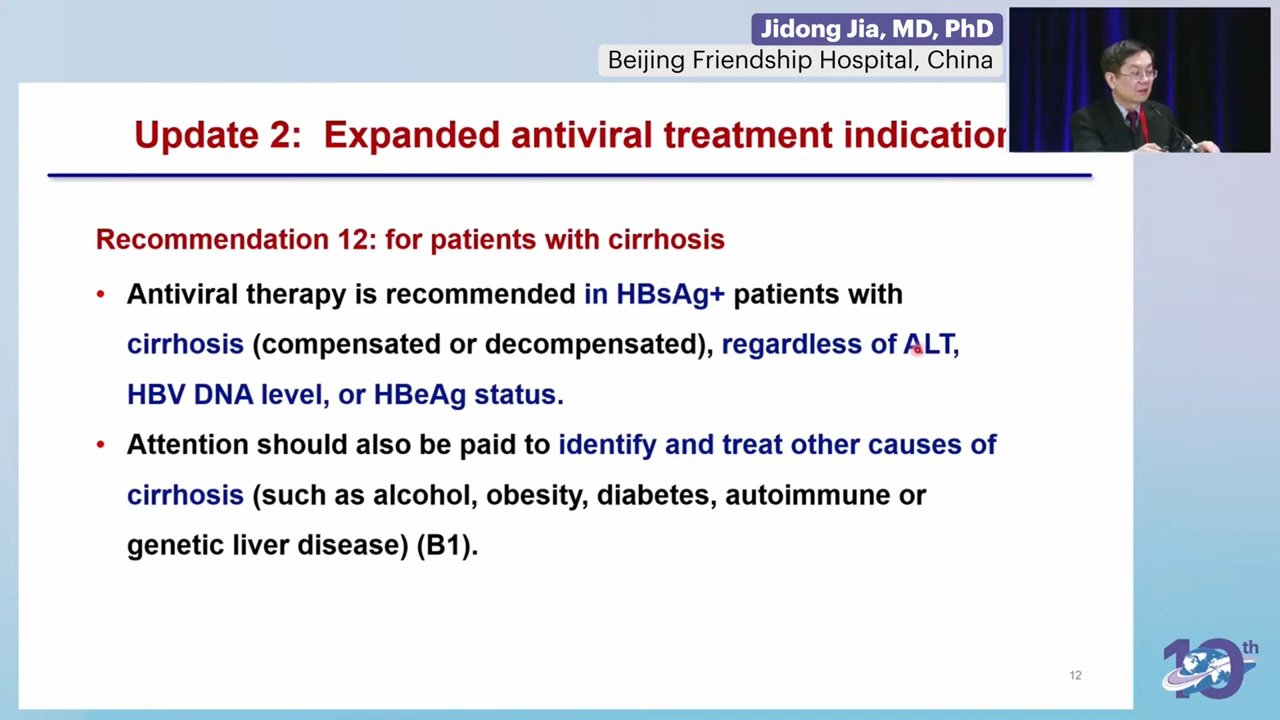 Jidong Jia, MD, PhD
Beijing Friendship Hospital, China
Update 2: Expanded antiviral treatment indication
Recommendation 12: for patients with cirrhosis
• Antiviral therapy is recommended in HBsAg+ patients with
cirrhosis (compensated or decompensated), regardless of ALT,
HBV DNA level, or HBeAg status.
• Attention should also be paid to identify and treat other causes of
cirrhosis (such as alcohol, obesity, diabetes, autoimmune or
genetic liver disease) (B1).
12
10th